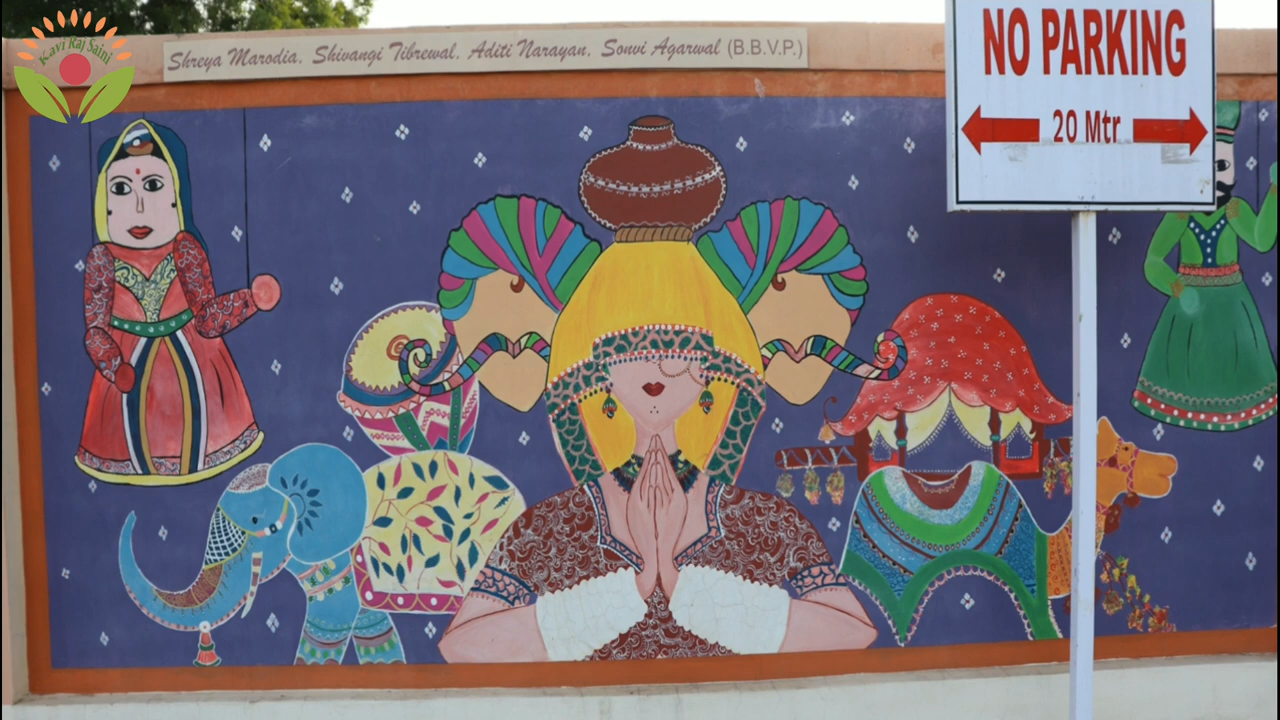 Kavi Raj Saini
Shreya Marodia. Shivangi Tibrewal. Aditi Narayan. Sonvi Agarwal (B.B.V.P.)
NO PARKING
20 Mtr